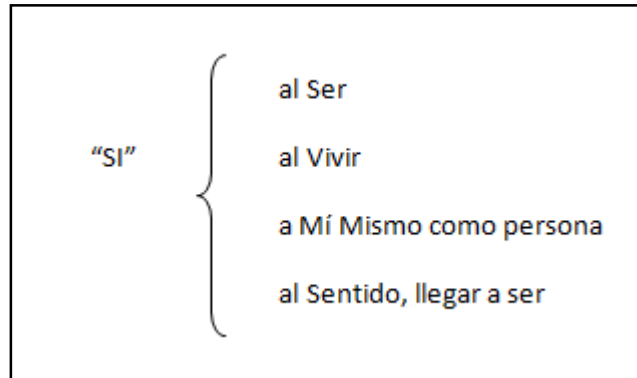 al Ser
“SI”
al Vivir
a Mí Mismo como persona
al Sentido, llegar a ser